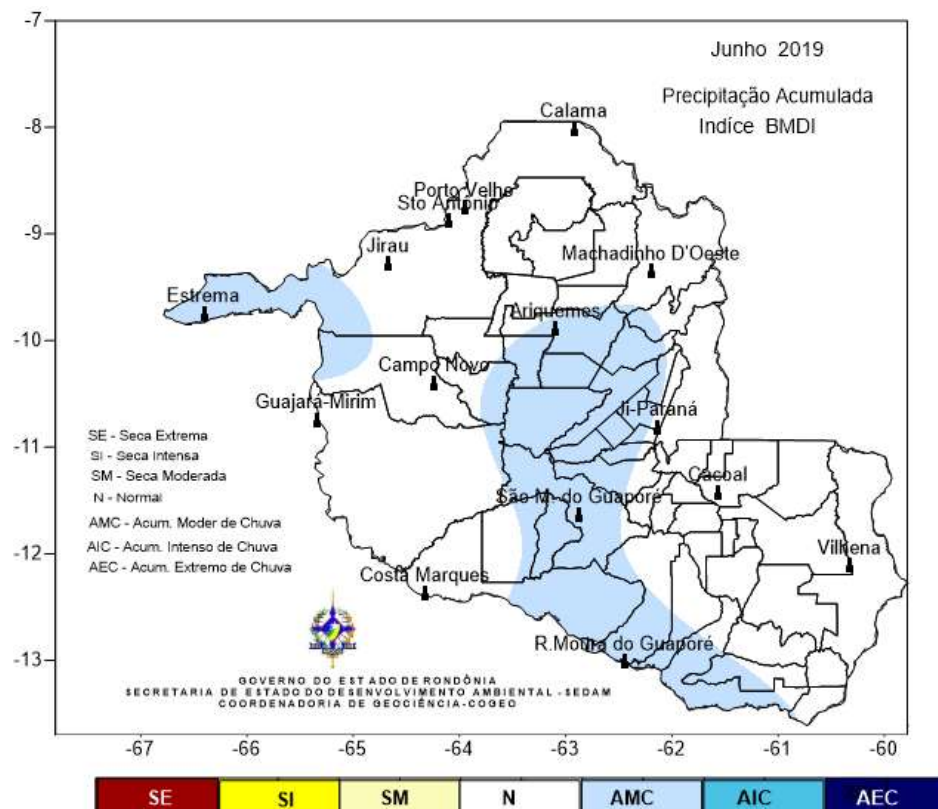 Junho 2019
Precipitação Acumulada
Indíce BMDI
-7
-8
-9
-10
-11
-12
-13
Calama
Porto Velho
Sto Antônio
Jirau
Machadinho D'Oeste
Estrema
Ariquemes
Campo Novo
Guajará-Mirim
Ji-Paraná
Cacoal
São M. do Guaporé
Vilhena
Costa Marques
R.Moura do Guaporé
SE - Seca Extrema
SI - Seca Intensa
SM - Seca Moderada
N - Normal
AMC - Acum. Moder de Chuva
AIC - Acum. Intenso de Chuva
AEC - Acum. Extremo de Chuva
GOVERNO DO ESTADO DE RONDÔNIA
SECRETARIA DE ESTADO DO DESENVOLVIMENTO AMBIENTAL - SEDAM
COORDENADORIA DE GEOCIÊNCIA-COGEO
-67 -66 -65 -64 -63 -62 -61 -60
SE SI SM N AMC AIC AEC